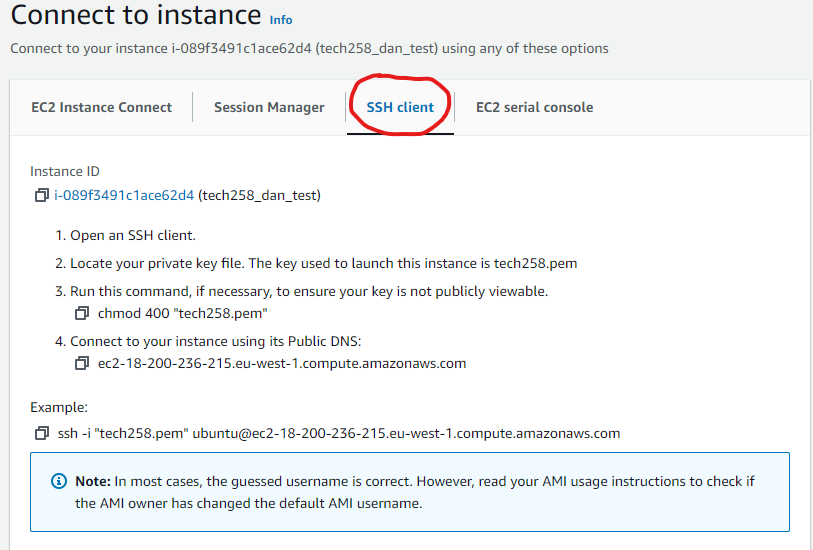 Connect to instance Info
Connect to your instance i-089f3491c1ace62d4 (tech258_dan_test) using any of these options
EC2 Instance Connect Session Manager SSH client EC2 serial console
Instance ID
i-089f3491c1ace62d4 (tech258_dan_test)
1. Open an SSH client.
2. Locate your private key file. The key used to launch this instance is tech258.pem
3. Run this command, if necessary, to ensure your key is not publicly viewable.
chmod 400 "tech258.pem"
4. Connect to your instance using its Public DNS:
ec2-18-200-236-215.eu-west-1.compute.amazonaws.com
Example:
ssh -i "tech258.pem" ubuntu@ec2-18-200-236-215.eu-west-1.compute.amazonaws.com
Note: In most cases, the guessed username is correct. However, read your AMI usage instructions to check if
the AMI owner has changed the default AMI username.